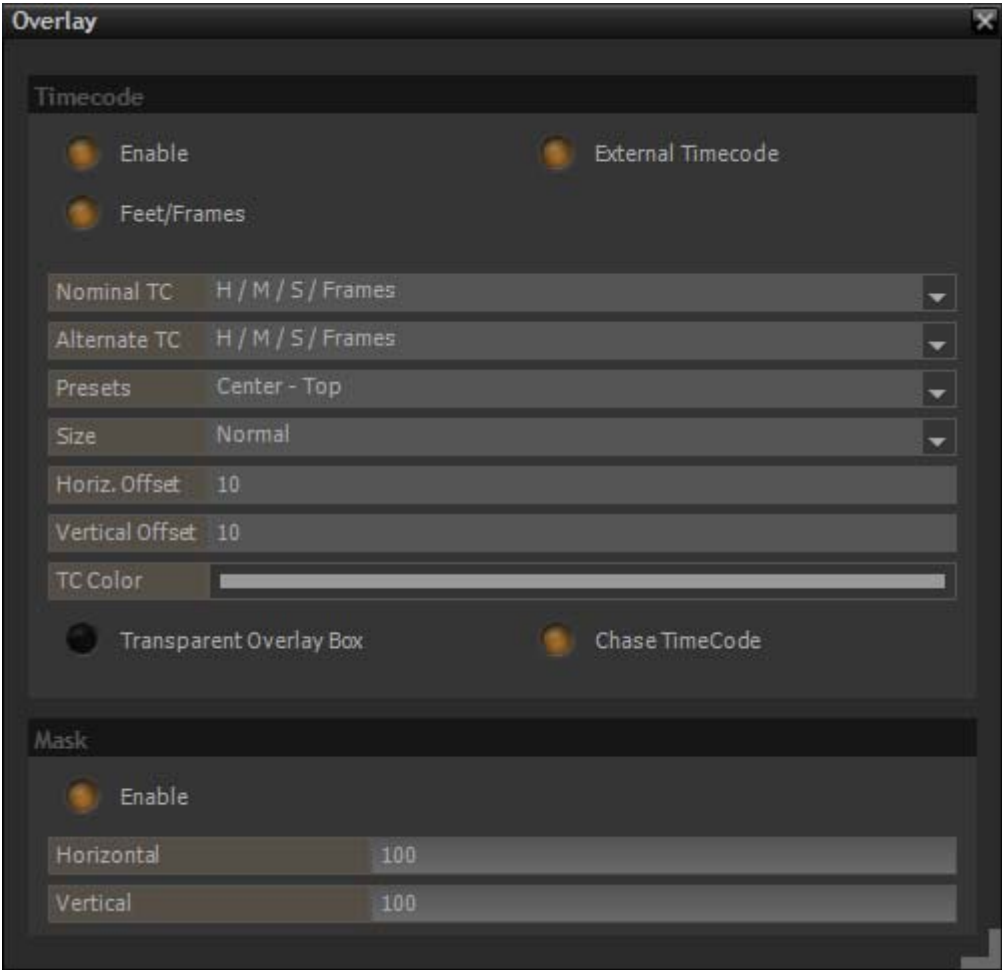 Overlay
Timecode
Enable External Timecode
Feet/Frames
Nominal TC H / M / S / Frames
Alternate TC H / M / S / Frames
Presets Center - Top
Size Normal
Horiz. Offset 10
Vertical Offset 10
TC Color
Transparent Overlay Box Chase TimeCode
Mask
Enable
Horizontal 100
Vertical 100